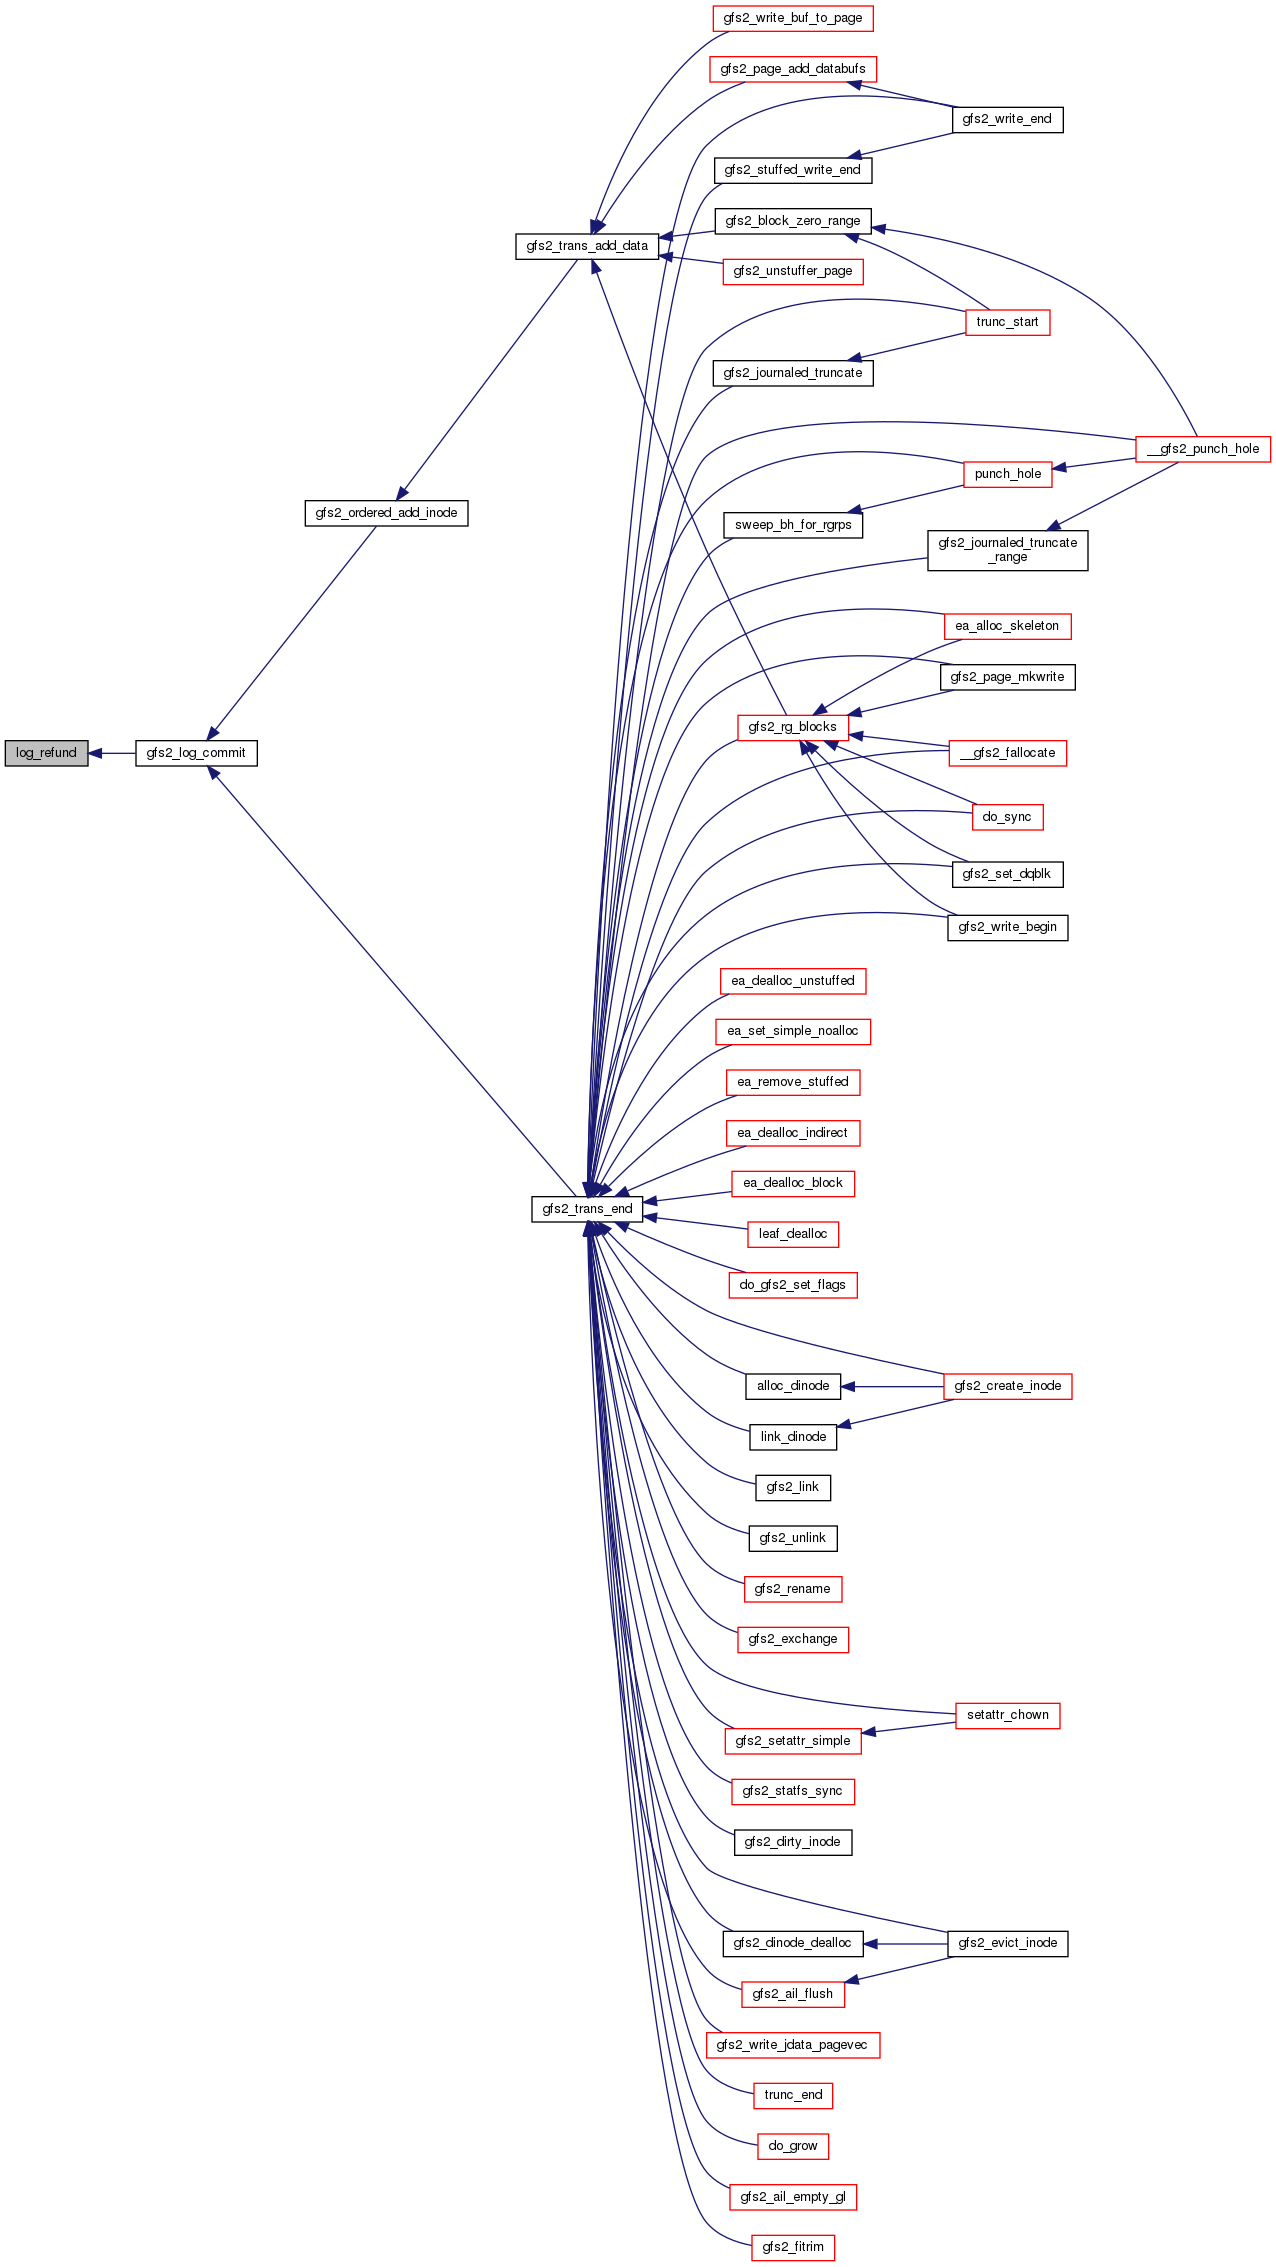 gfs2_write_buf_to_page
gfs2_page_add_databufs
gfs2_write_end
gfs2_stuffed_write_end
gfs2_block_zero_range
gfs2_trans_add_data
gfs2_unstuffer_page
trunc_start
gfs2_journaled_truncate
__gfs2_punch_hole
punch_hole
gfs2_ordered_add_inode
sweep_bh_for_rgrps
gfs2_journaled_truncate
_range
ea_alloc_skeleton
gfs2_page_mkwrite
gfs2_rg_blocks
log_refund
gfs2_log_commit
__gfs2_fallocate
do_sync
gfs2_set_dqblk
gfs2_write_begin
ea_dealloc_unstuffed
ea_set_simple_noalloc
ea_remove_stuffed
ea_dealloc_indirect
ea_dealloc_block
gfs2_trans_end
leaf_dealloc
do_gfs2_set_flags
alloc_dinode
gfs2_create_inode
link_dinode
gfs2_link
gfs2_unlink
gfs2_rename
gfs2_exchange
setattr_chown
gfs2_setattr_simple
gfs2_statfs_sync
gfs2_dirty_inode
gfs2_dinode_dealloc
gfs2_evict_inode
gfs2_ail_flush
gfs2_write_jdata_pagevec
trunc_end
do_grow
gfs2_ail_empty_gl
gfs2_fitrim